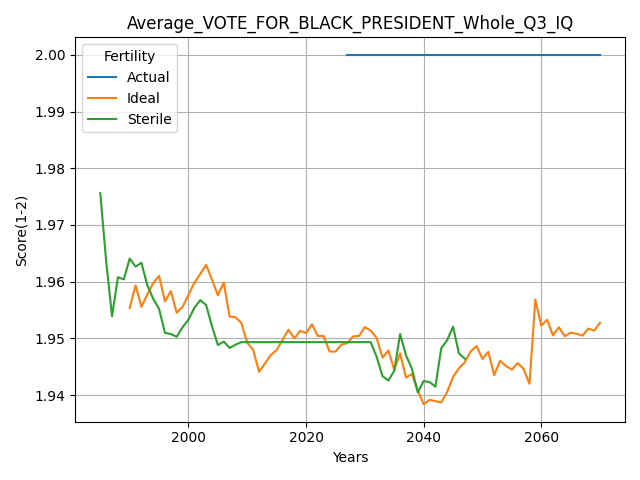 Average_VOTE_FOR_BLACK_PRESIDENT_Whole_Q3_IQ
Fertility
Actual
Ideal
Sterile
2.00
1.99
1.98
1.97
1.96
1.95
1.94
Score(1-2)
2000
2020
2040
2060
Years